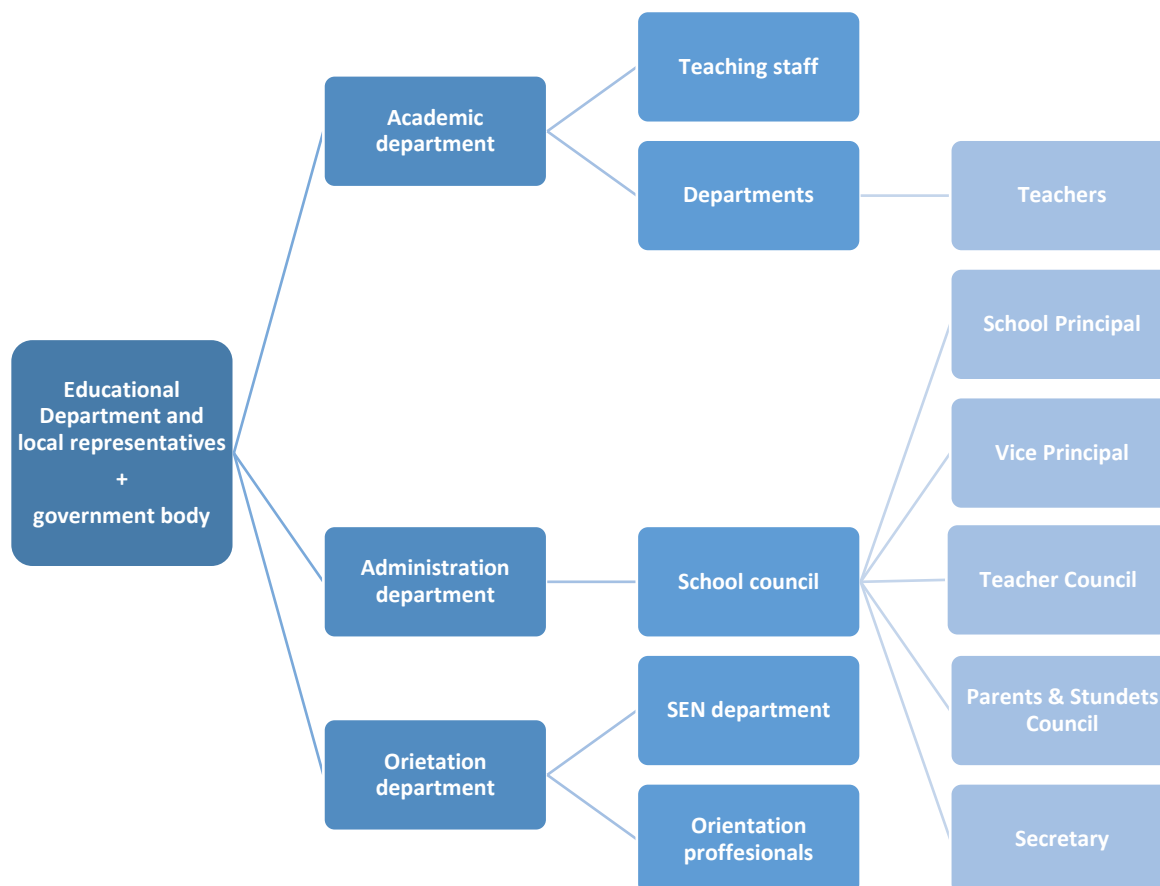 Educational
Department and
local representatives
+
government body
Academic
department
Teaching staff
Departments
Teachers
Administration
department
School council
School Principal
Vice Principal
Teacher Council
Parents & Stundets
Council
Secretary
Orietation
department
SEN department
Orientation
proffesionals